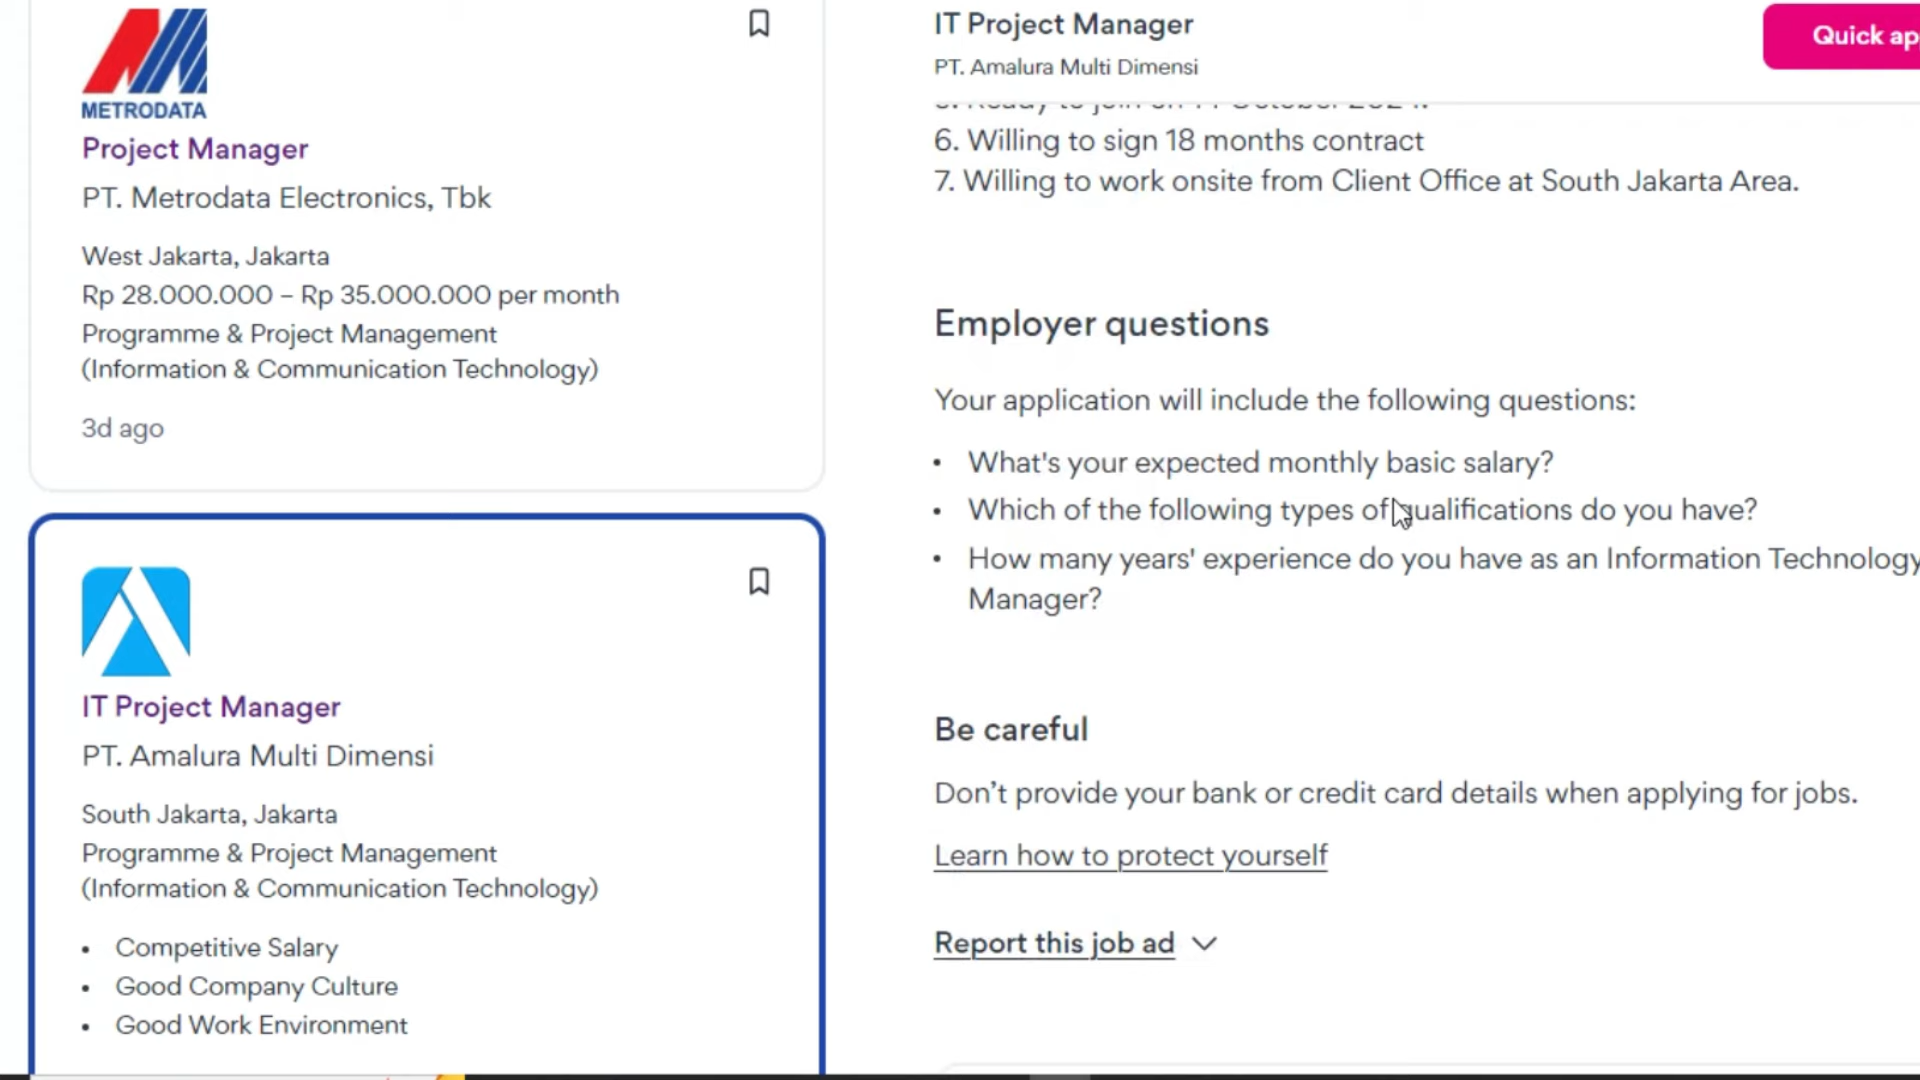 METRODATA
Project Manager
PT. Metrodata Electronics, Tbk
West Jakarta, Jakarta
Rp 28.000.000 – Rp 35.000.000 per month
Programme & Project Management
(Information & Communication Technology)
3d ago
IT Project Manager
PT. Amalura Multi Dimensi
South Jakarta, Jakarta
Programme & Project Management
(Information & Communication Technology)
• Competitive Salary
• Good Company Culture
• Good Work Environment
IT Project Manager
PT. Amalura Multi Dimensi
Quick ap
Ready to join on October
6. Willing to sign 18 months contract
7. Willing to work onsite from Client Office at South Jakarta Area.
Employer questions
Your application will include the following questions:
• What's your expected monthly basic salary?
• Which of the following types of qualifications do you have?
• How many years' experience do you have as an Information Technology
Manager?
Be careful
Don’t provide your bank or credit card details when applying for jobs.
Learn how to protect yourself
Report this job ad